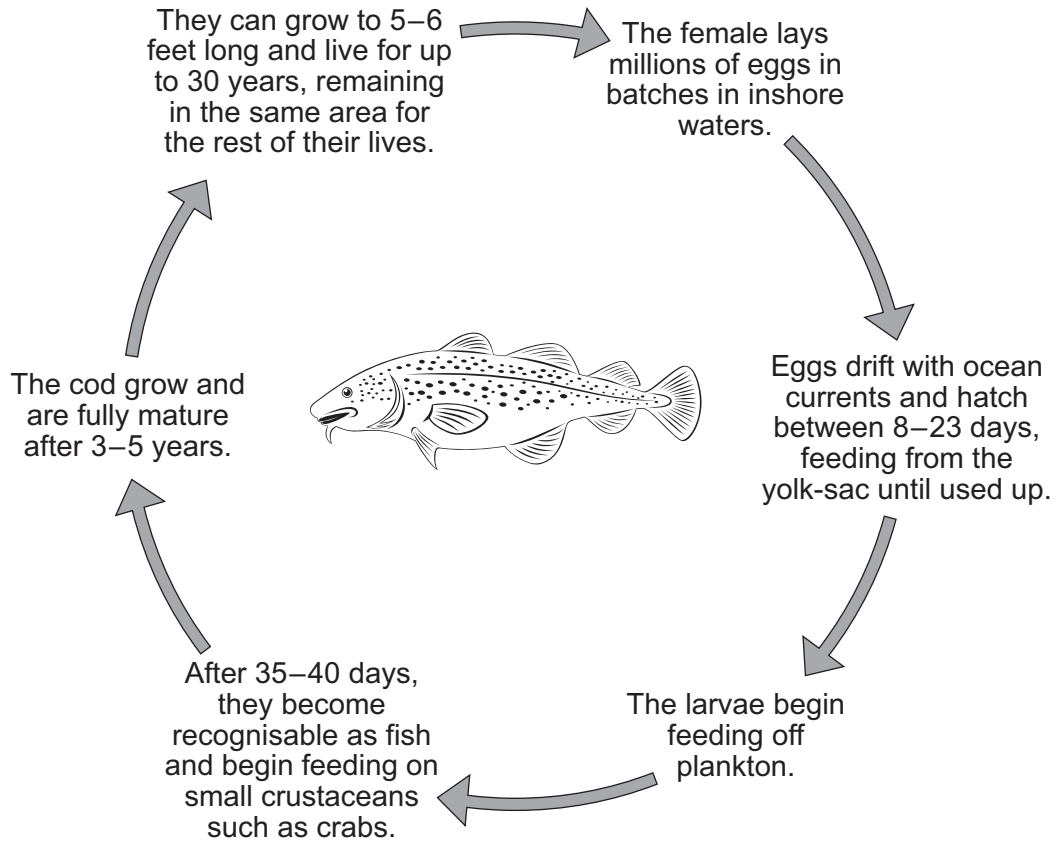 They can grow to 5–6
feet long and live for up
to 30 years, remaining
in the same area for
the rest of their lives.
The female lays
millions of eggs in
batches in inshore
waters.
Eggs drift with ocean
currents and hatch
between 8–23 days,
feeding from the
yolk-sac until used up.
The larvae begin
feeding off
plankton.
After 35–40 days,
they become
recognisable as fish
and begin feeding on
small crustaceans
such as crabs.
The cod grow and
are fully mature
after 3–5 years.